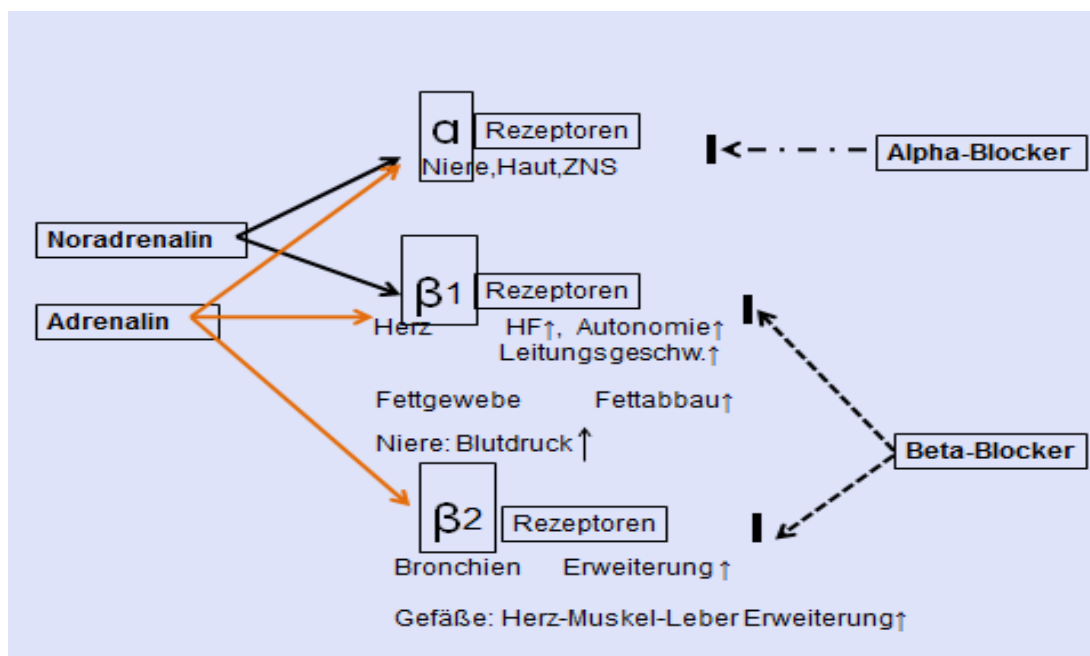 α Rezeptoren
Niere,Haut,ZNS
Alpha-Blocker
Noradrenalin
Adrenalin
β1 Rezeptoren
Herz HF↑, Autonomie↑
Leitungsgeschw.↑
Fettgewebe Fettabbau↑
Niere: Blutdruck↑
Beta-Blocker
β2 Rezeptoren
Bronchien Erweiterung↑
Gefäße: Herz-Muskel-Leber Erweiterung↑